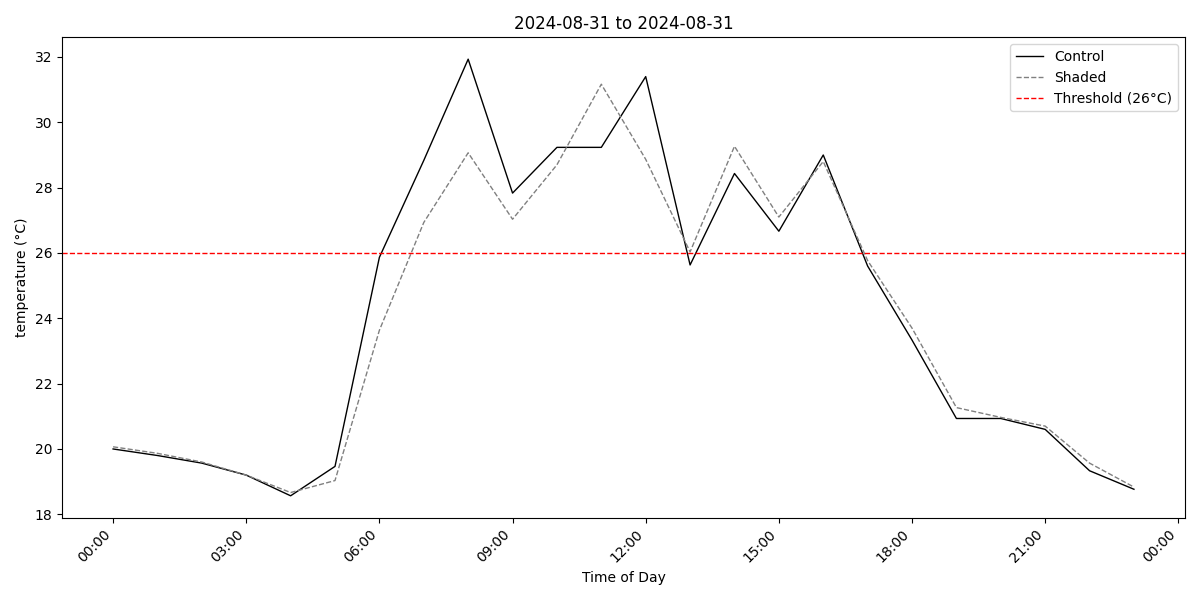 2024-08-31 to 2024-08-31
Control
Shaded
Threshold (26°C)
temperature (°C)
32
30
28
26
24
22
20
18
00:00
03:00
06:00
09:00
12:00
15:00
18:00
21:00
00:00
Time of Day